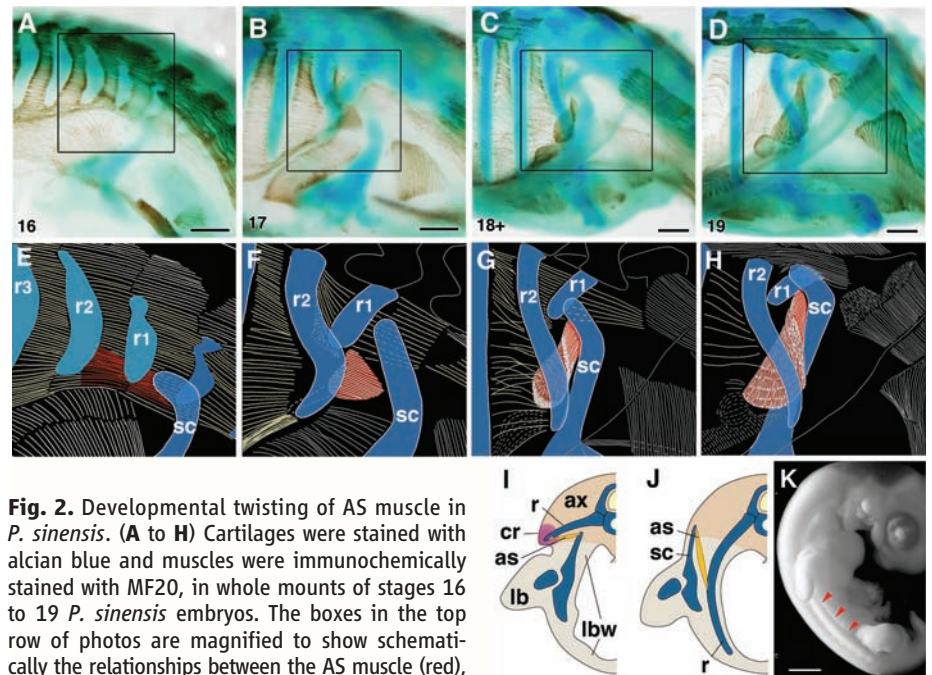 A
B
C
D
16
17
18+
19
E
r3
r2
r1
sc
F
r2
r1
sc
G
r2
r1
sc
H
r2
r1
sc
I
r
ax
cr
as
lb
lbw
J
as
sc
r
K
Fig. 2. Developmental twisting of AS muscle in
P. sinensis. (A to H) Cartilages were stained with
alcian blue and muscles were immunochemically
stained with MF20, in whole mounts of stages 16
to 19 P. sinensis embryos. The boxes in the top
row of photos are magnified to show schemati-
cally the relationships between the AS muscle (red),